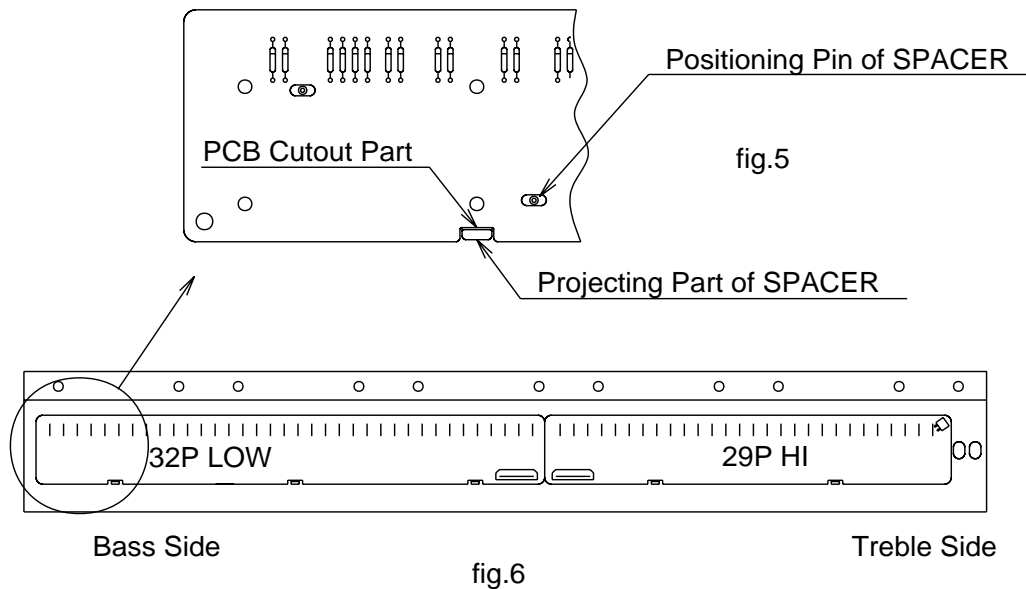 Positioning Pin of SPACER
PCB Cutout Part
fig.5
Projecting Part of SPACER
32P LOW
29P HI
Bass Side
Treble Side
fig.6